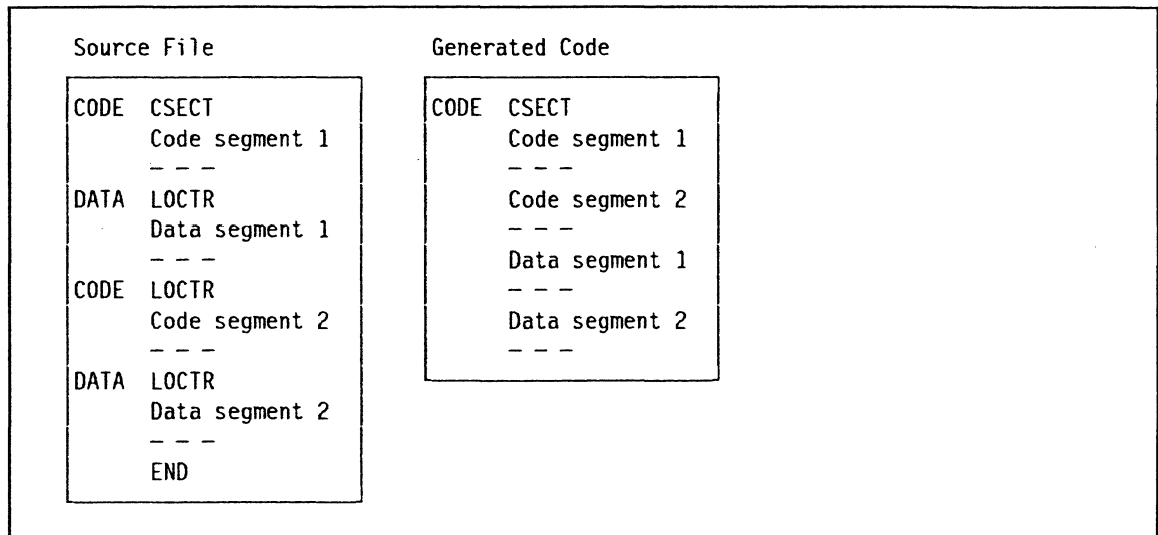 Source File
CODE CSECT
Code segment 1
— — —
DATA LOCTR
Data segment 1
— — —
CODE LOCTR
Code segment 2
— — —
DATA LOCTR
Data segment 2
— — —
END
Generated Code
CODE CSECT
Code segment 1
— — —
Code segment 2
— — —
Data segment 1
— — —
Data segment 2
— — —